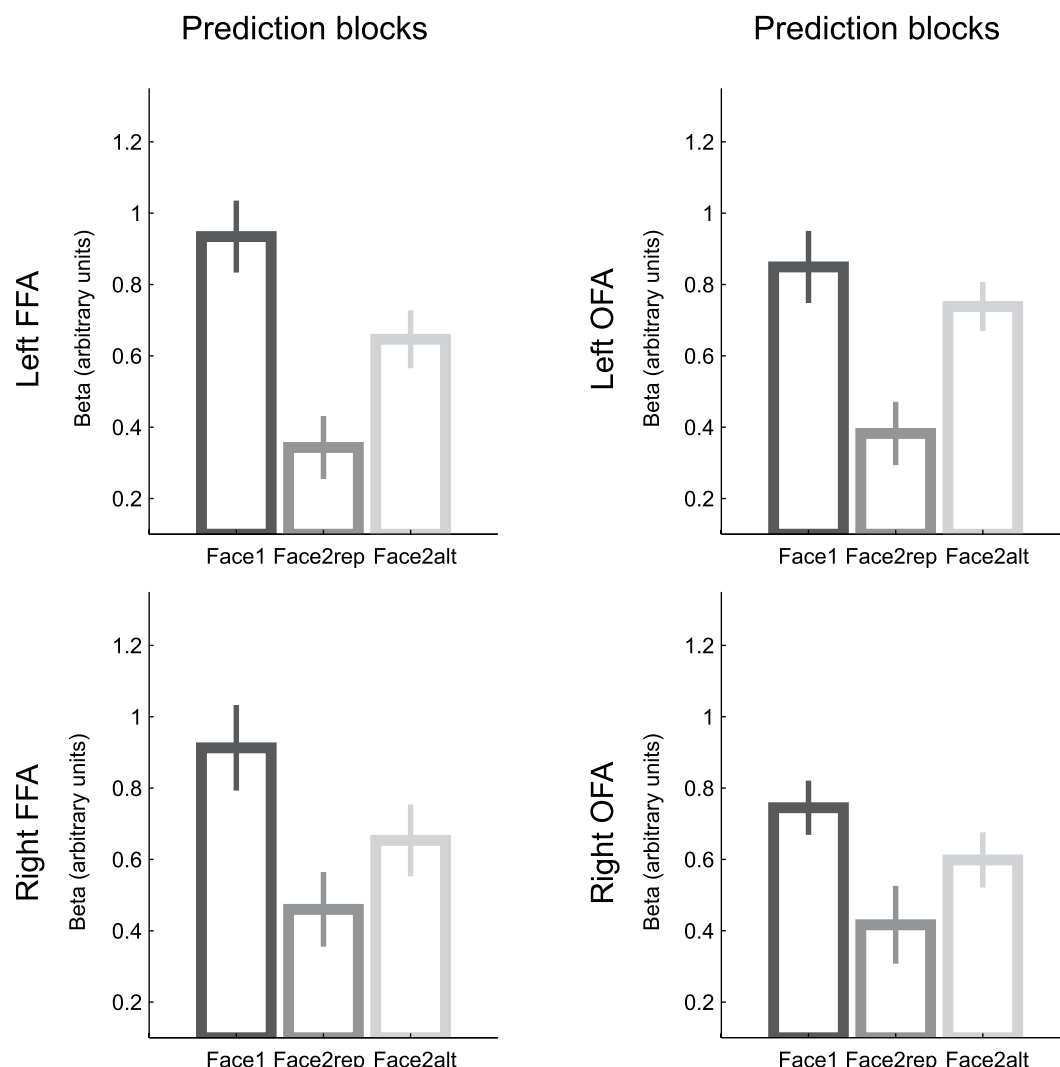 Prediction blocks
Prediction blocks
Left FFA
Beta (arbitrary units)
1.2
1
0.8
0.6
0.4
0.2
Face1 Face2rep Face2alt
Left OFA
Beta (arbitrary units)
1.2
1
0.8
0.6
0.4
0.2
Face1 Face2rep Face2alt
Right FFA
Beta (arbitrary units)
1.2
1
0.8
0.6
0.4
0.2
Face1 Face2rep Face2alt
Right OFA
Beta (arbitrary units)
1.2
1
0.8
0.6
0.4
0.2
Face1 Face2rep Face2alt